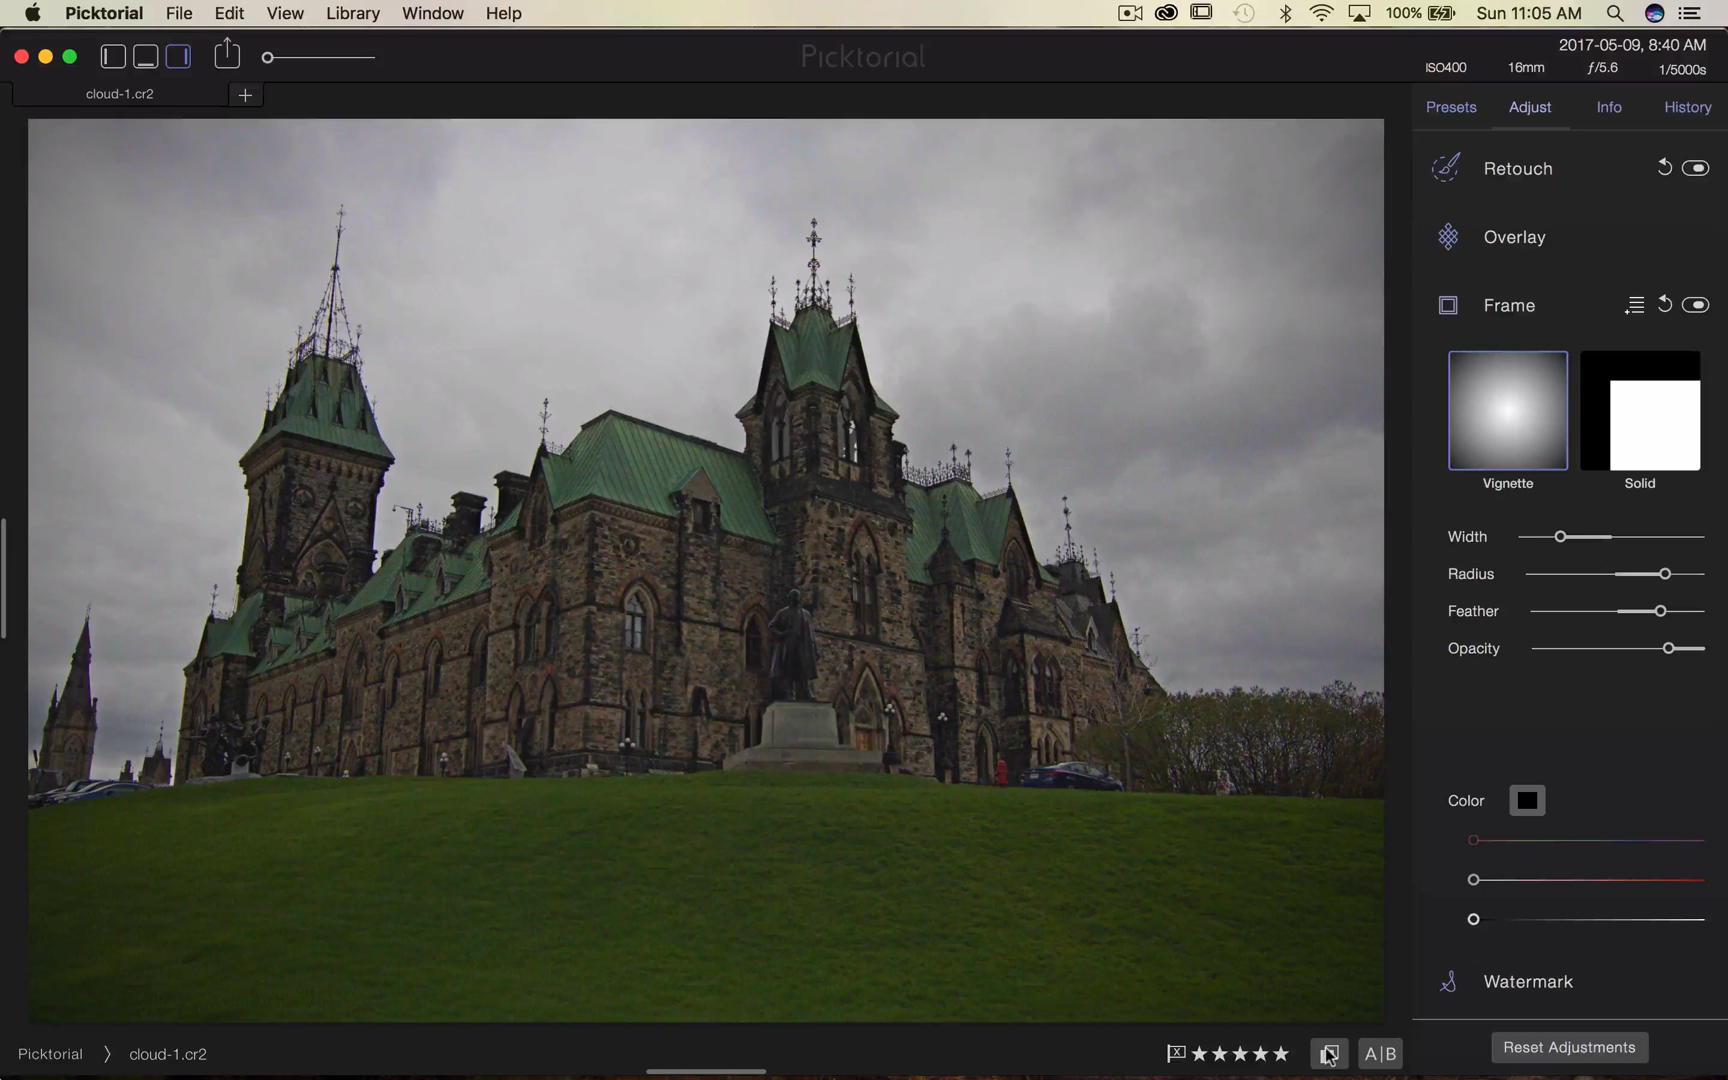 Picktorial File Edit View Library Window Help 100% Sun 11:05 AM
Picktorial
2017-05-09, 8:40 AM
ISO400 16mm ƒ/5.6 1/5000s
cloud-1.cr2 +
Presets Adjust Info History
Retouch
Overlay
Frame
Vignette Solid
Width
Radius
Feather
Opacity
Color
Watermark
Picktorial cloud-1.cr2 A|B Reset Adjustments